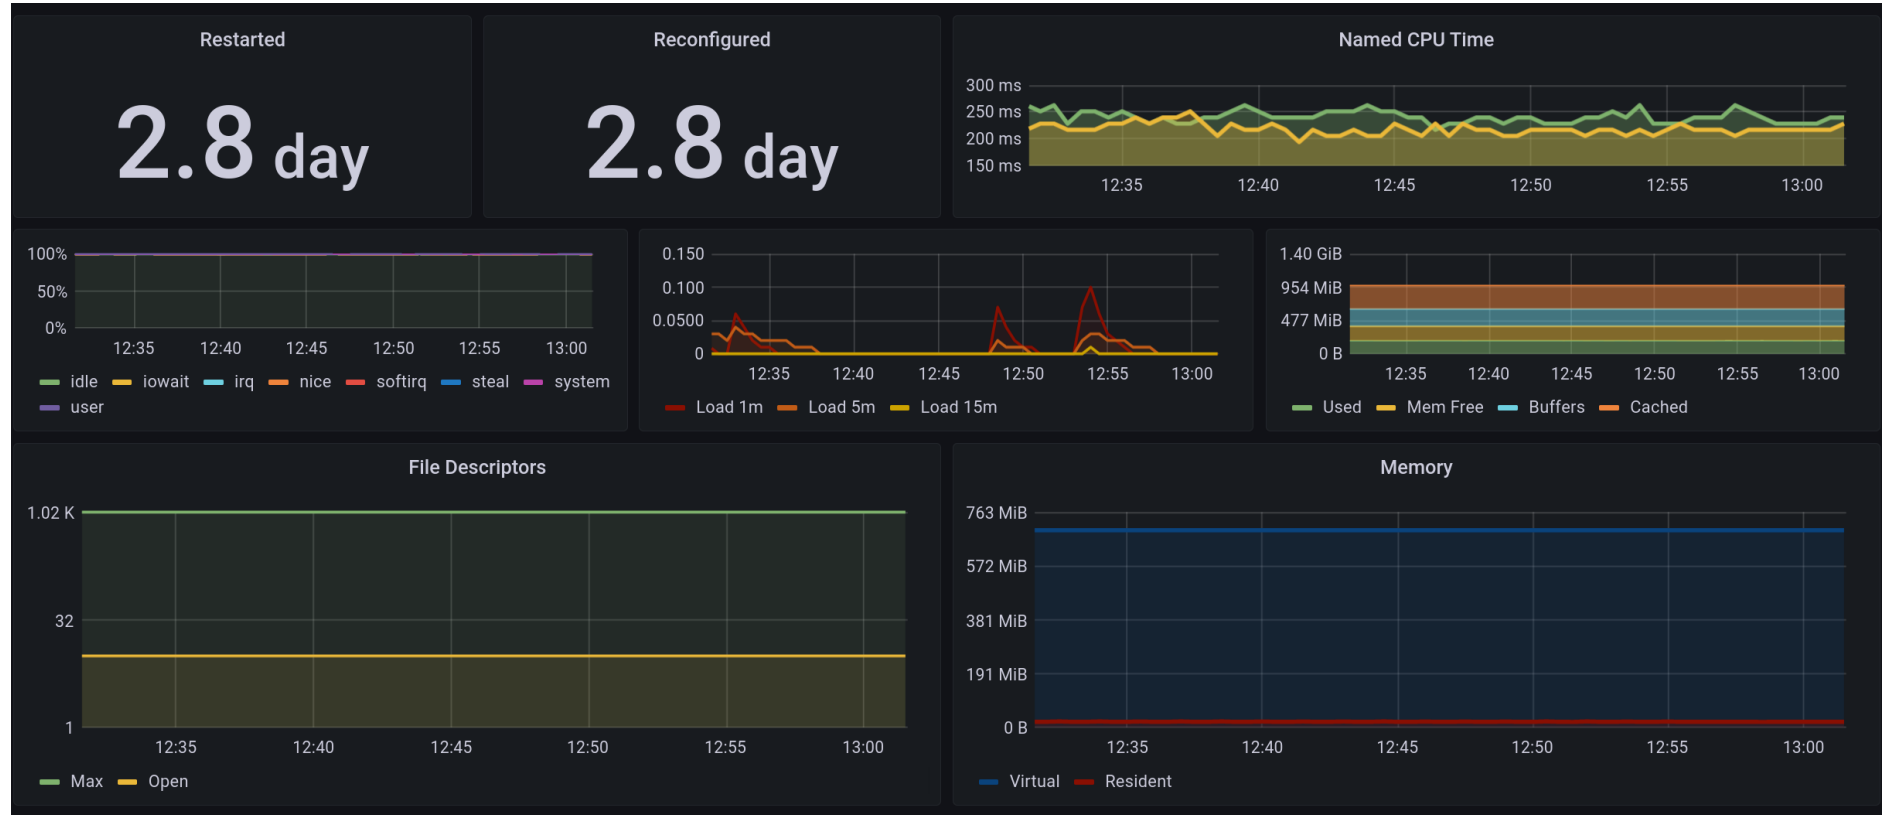 Restarted
2.8 day
Reconfigured
2.8 day
Named CPU Time
300 ms
250 ms
200 ms
150 ms
12:35 12:40 12:45 12:50 12:55 13:00
100%
50%
0%
12:35 12:40 12:45 12:50 12:55 13:00
idle iowait irq nice softirq steal system
user
0.150
0.100
0.0500
0
12:35 12:40 12:45 12:50 12:55 13:00
Load 1m Load 5m Load 15m
1.40 GiB
954 MiB
477 MiB
0 B
12:35 12:40 12:45 12:50 12:55 13:00
Used Mem Free Buffers Cached
File Descriptors
1.02 K
32
1
12:35 12:40 12:45 12:50 12:55 13:00
Max Open
Memory
763 MiB
572 MiB
381 MiB
191 MiB
0 B
12:35 12:40 12:45 12:50 12:55 13:00
Virtual Resident